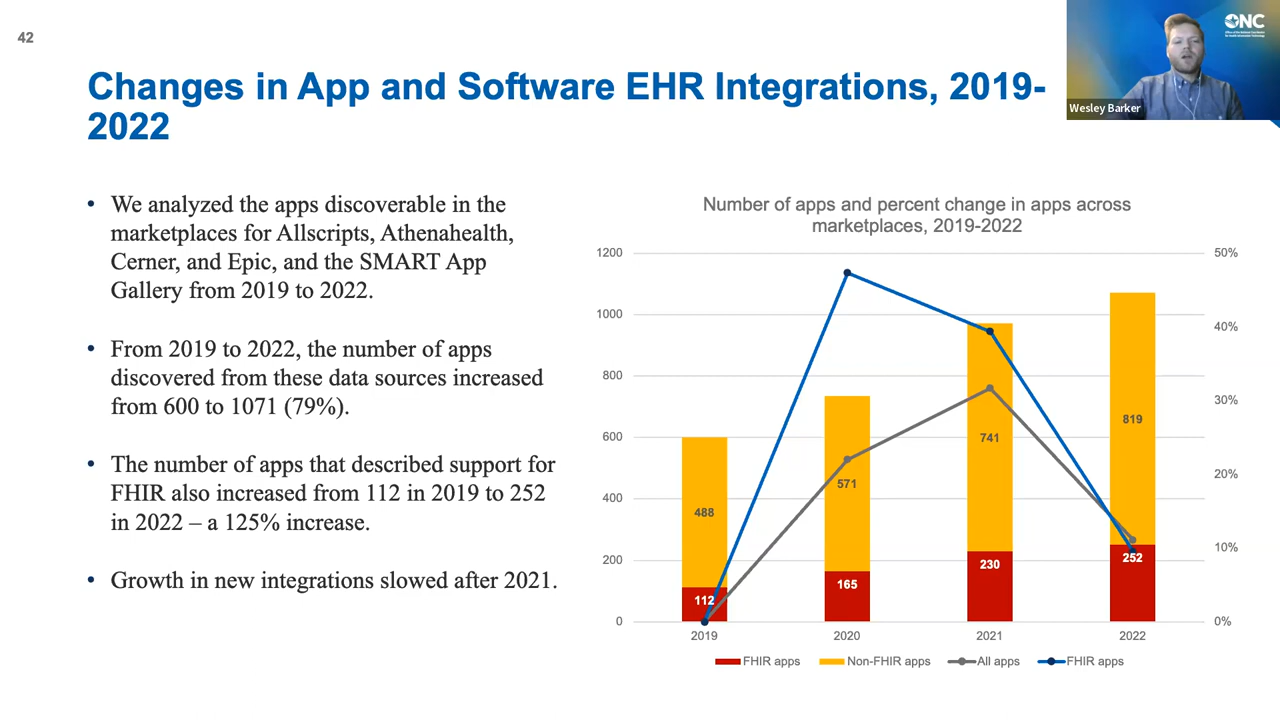 42
ONC
Wesley Barker
Changes in App and Software EHR Integrations, 2019-
2022
• We analyzed the apps discoverable in the
marketplaces for Allscripts, Athenahealth,
Cerner, and Epic, and the SMART App
Gallery from 2019 to 2022.
• From 2019 to 2022, the number of apps
discovered from these data sources increased
from 600 to 1071 (79%).
• The number of apps that described support for
FHIR also increased from 112 in 2019 to 252
in 2022 – a 125% increase.
• Growth in new integrations slowed after 2021.
Number of apps and percent change in apps across
marketplaces, 2019-2022
1200 50%
1000
40%
800
30%
819
741
600
571
20%
488
400
10%
252
230
200
165
112
0 0%
2019 2020 2021 2022
FHIR apps Non-FHIR apps All apps FHIR apps